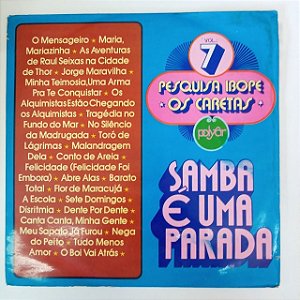 O Mensageiro ★ Maria,
Mariazinha ★ As Aventuras
de Raul Seixas na Cidade
de Thor ★ Jorge Maravilha ★
Minha Teimosia,Uma Arma
Pra Te Conquistar ★ Os
Alquimistas Estão Chegando
os Alquimistas ★ Tragédia no
Fundo do Mar ★ No Silêncio
da Madrugada ★ Toró de
Lágrimas ★ Malandragem
Dela ★ Conto de Areia ★
Felicidade (Felicidade Foi
Embora) ★ Abre Alas ★ Barato
Total ★ Flor de Maracujá ★
A Escola ★ Sete Domingos ★
Disritmia ★ Dente Por Dente ★
Canta Canta, Minha Gente ★
Meu Sapato Já Furou ★ Nega
do Peito ★ Tudo Menos
Amor ★ O Boi Vai Atrás ★
VOL.
7
PESQUISA IBOPE
OS CARETAS
polydor
SAMBA
É UMA
PARADA